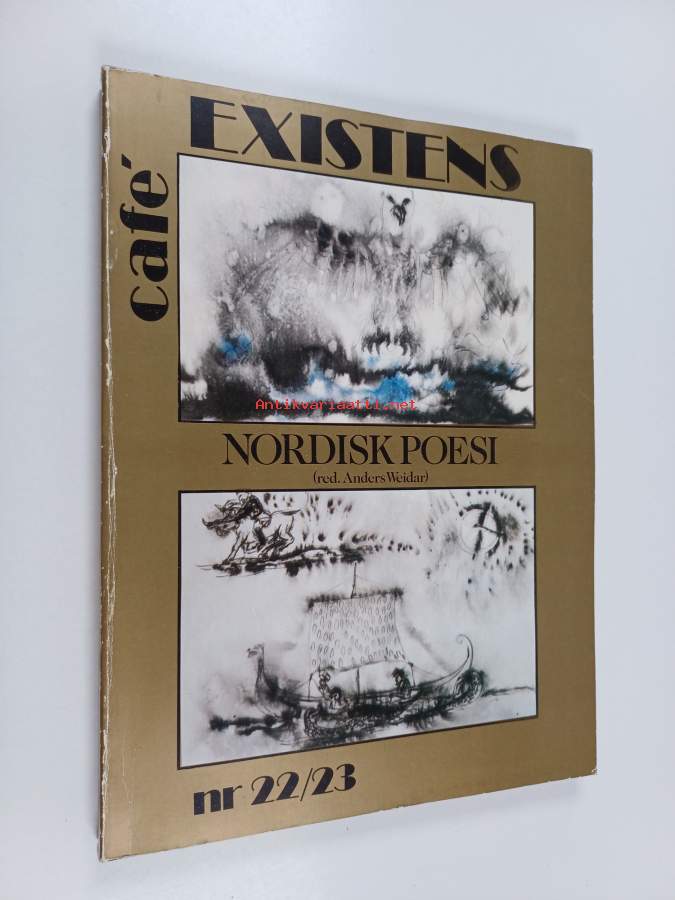 café
EXISTENS
Antikvariaatti.net
NORDISK POESI
(red. Anders Weidar)
nr 22/23